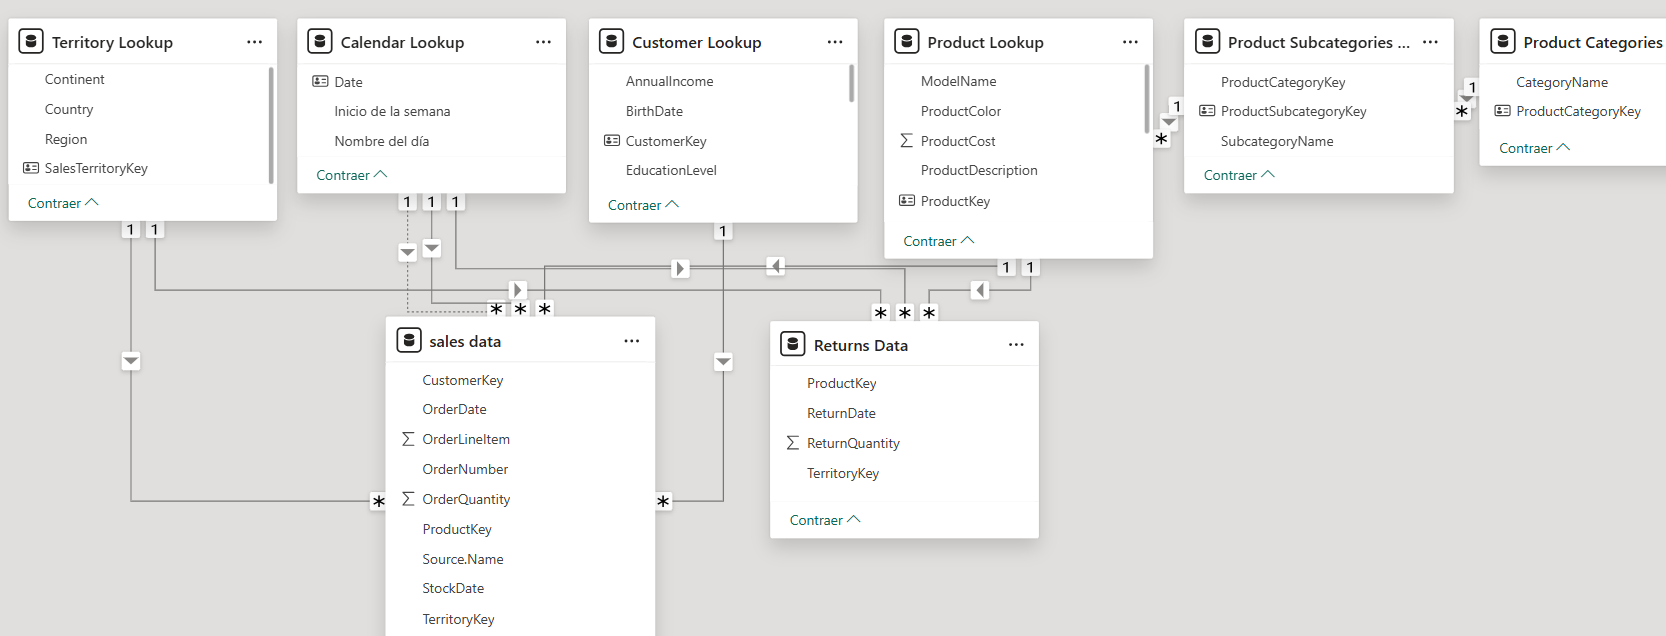 Territory Lookup ...
Continent
Country
Region
SalesTerritoryKey
Contraer
Calendar Lookup ...
Date
Inicio de la semana
Nombre del día
Contraer
Customer Lookup ...
AnnualIncome
BirthDate
CustomerKey
EducationLevel
Contraer
Product Lookup ...
ModelName
ProductColor
∑ ProductCost
ProductDescription
ProductKey
Contraer
Product Subcategories ... ...
ProductCategoryKey
ProductSubcategoryKey
SubcategoryName
Contraer
Product Categories
CategoryName
ProductCategoryKey
Contraer
1 *
1 *
1 1
1 1 1
1
1 1
* * *
* * *
* *
sales data ...
CustomerKey
OrderDate
∑ OrderLineItem
OrderNumber
∑ OrderQuantity
ProductKey
Source.Name
StockDate
TerritoryKey
Returns Data ...
ProductKey
ReturnDate
∑ ReturnQuantity
TerritoryKey
Contraer